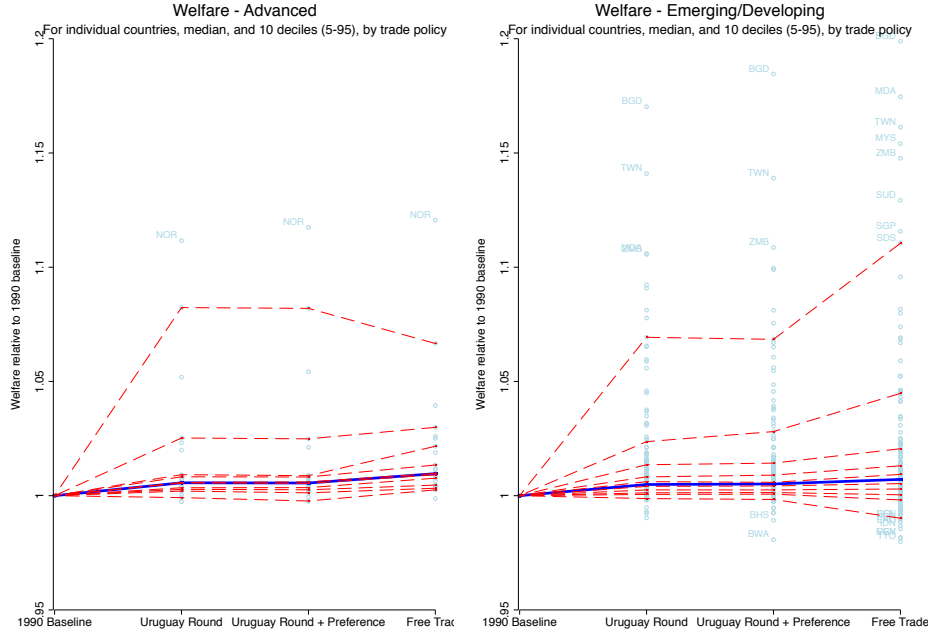 Welfare - Advanced
For individual countries, median, and 10 deciles (5-95), by trade policy
Welfare relative to 1990 baseline
1.2
1.15
1.1
1.05
1
.95
NOR
NOR
NOR
1990 Baseline
Uruguay Round
Uruguay Round + Preference
Free Trad
Welfare - Emerging/Developing
For individual countries, median, and 10 deciles (5-95), by trade policy
Welfare relative to 1990 baseline
1.2
1.15
1.1
1.05
1
.95
BGD
TWN
ZMB
BGD
TWN
ZMB
BHS
BWA
MDA
TWN
MYS
ZMB
SUD
SGP
SDS
TTO
1990 Baseline
Uruguay Round
Uruguay Round + Preference
Free Trade